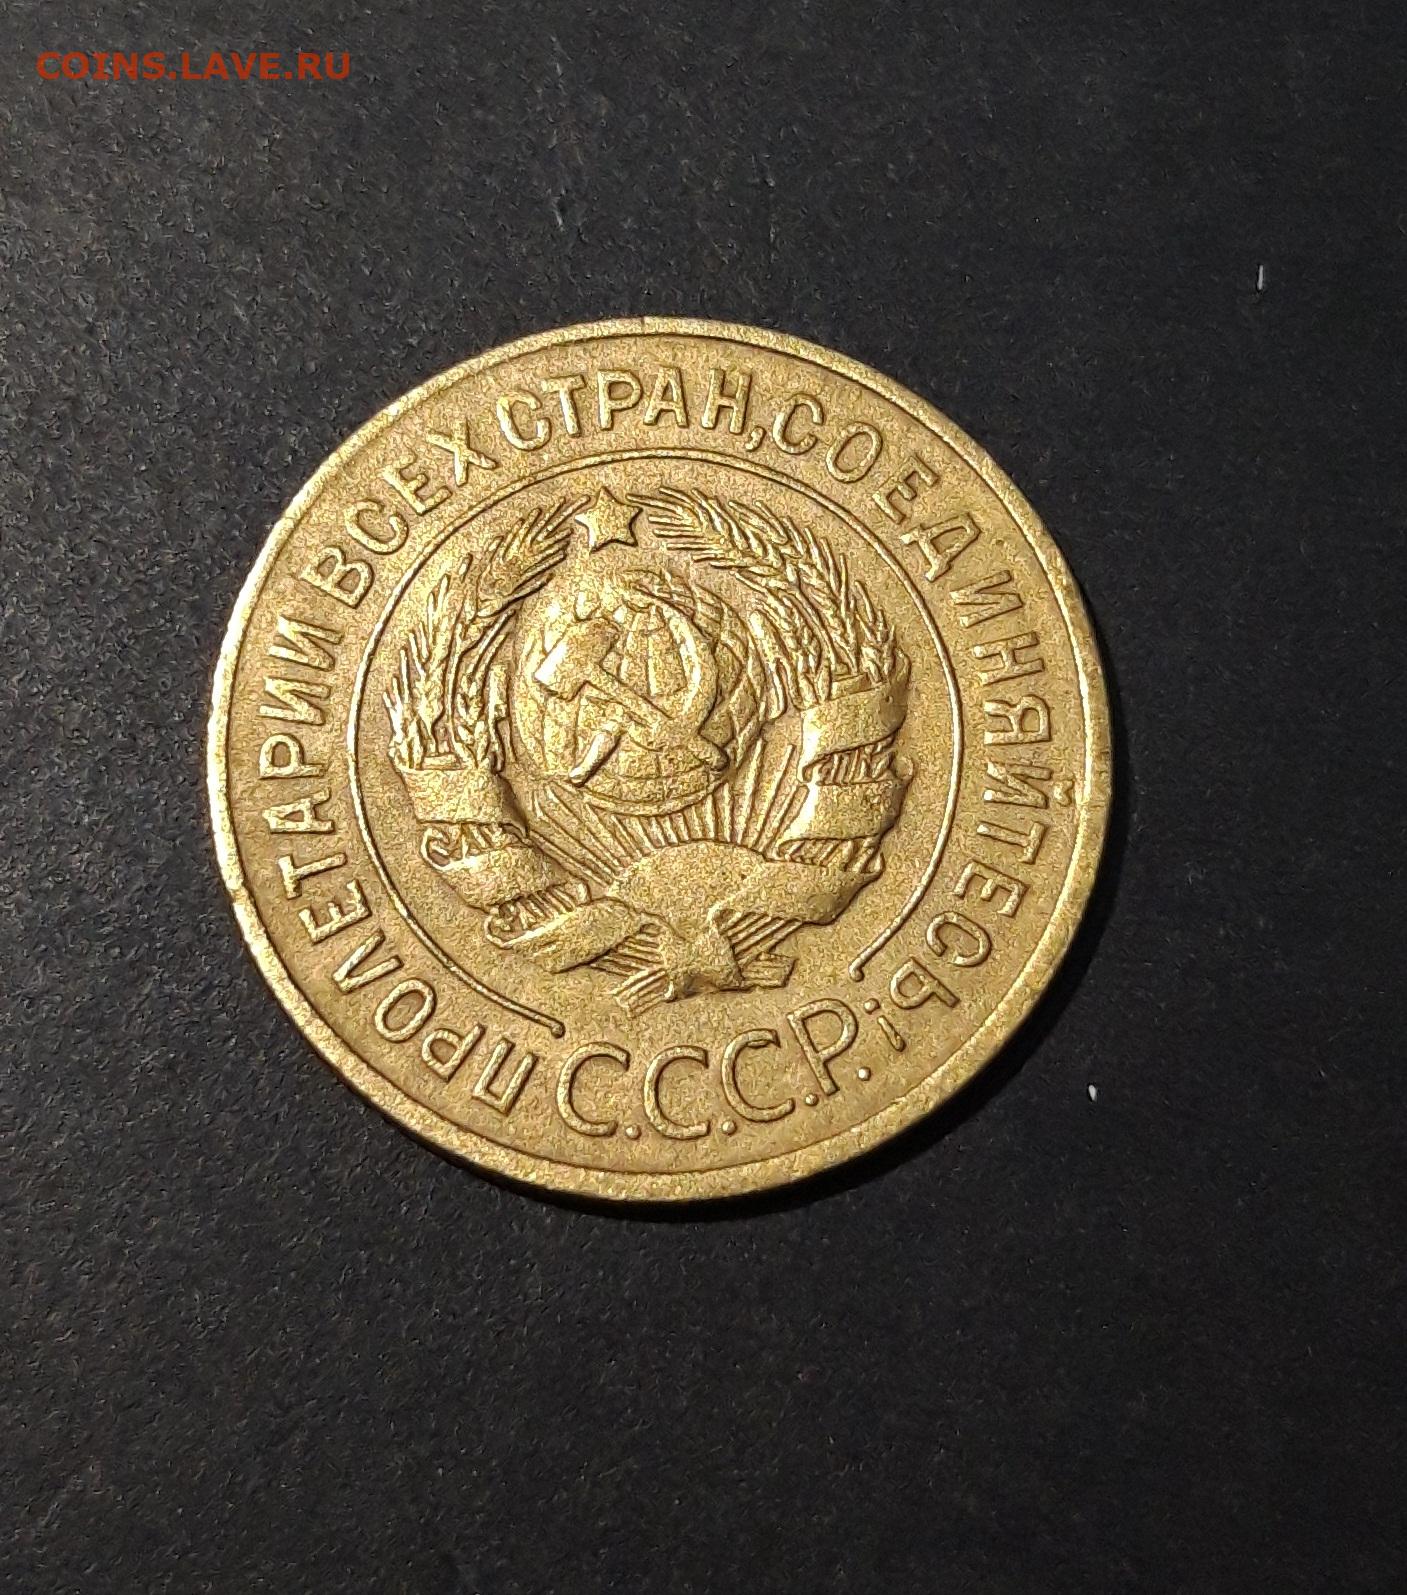 COINS.LAVE.RU
ПРОЛЕТАРИИ ВСЕХ СТРАН, СОЕДИНЯЙТЕСЬ!
С.С.С.Р.